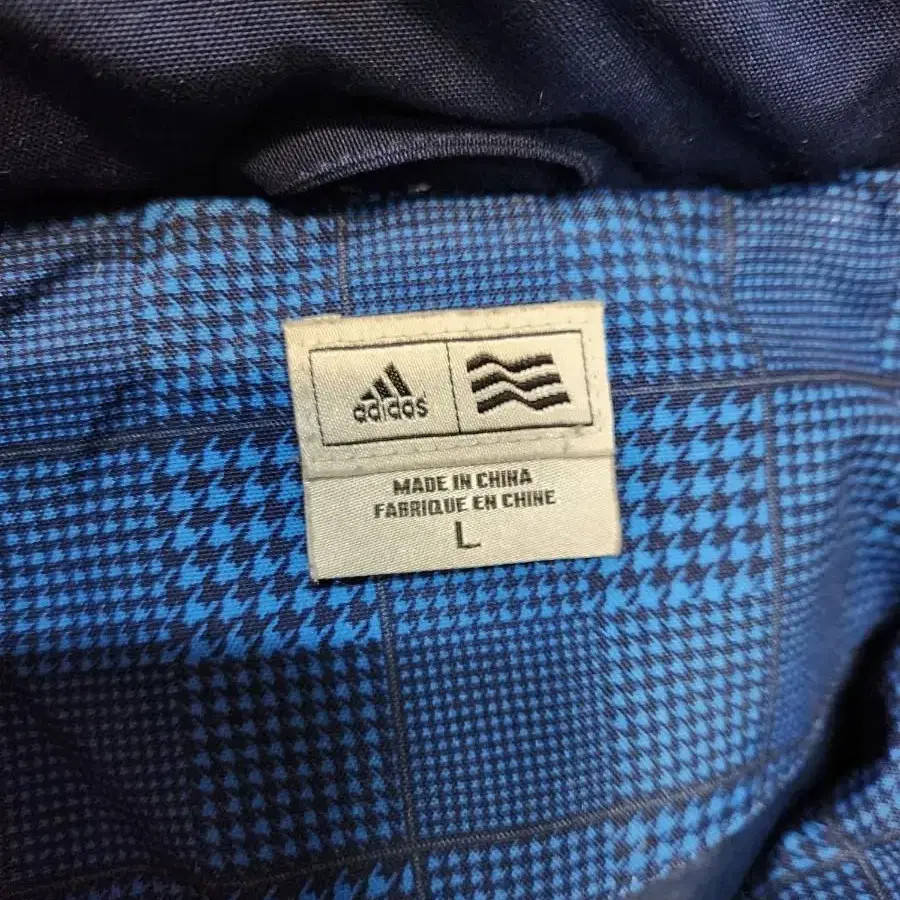 adidas
MADE IN CHINA
FABRIQUE EN CHINE
L